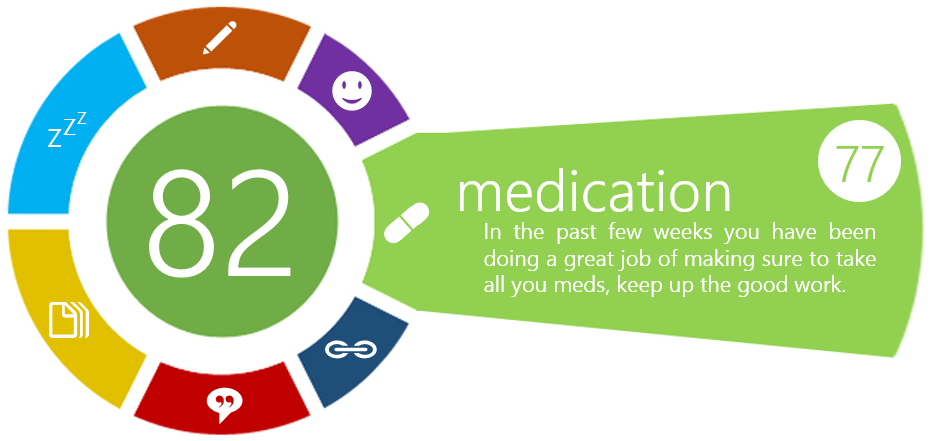 zzz
82
77
medication
In the past few weeks you have been
doing a great job of making sure to take
all you meds, keep up the good work.